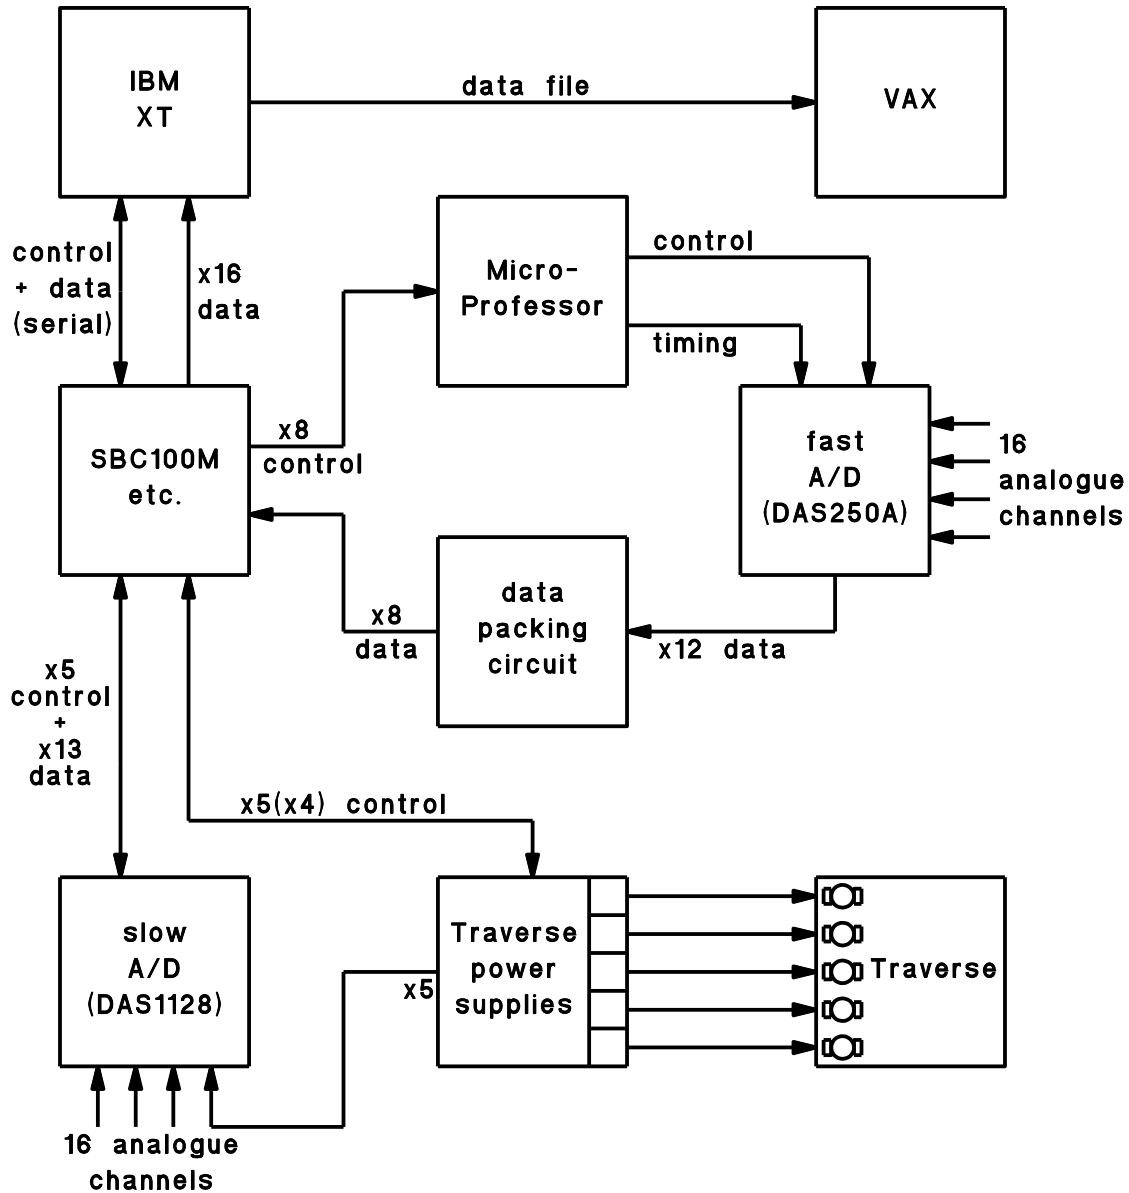 IBM
XT
data file
VAX
control
+ data
(serial)
x16
data
Micro-
Professor
control
timing
SBC100M
etc.
x8
control
fast
A/D
(DAS250A)
16
analogue
channels
data
packing
circuit
x8
data
x12 data
x5
control
+
x13
data
x5(x4) control
slow
A/D
(DAS1128)
Traverse
power
supplies
x5
Traverse
16 analogue
channels